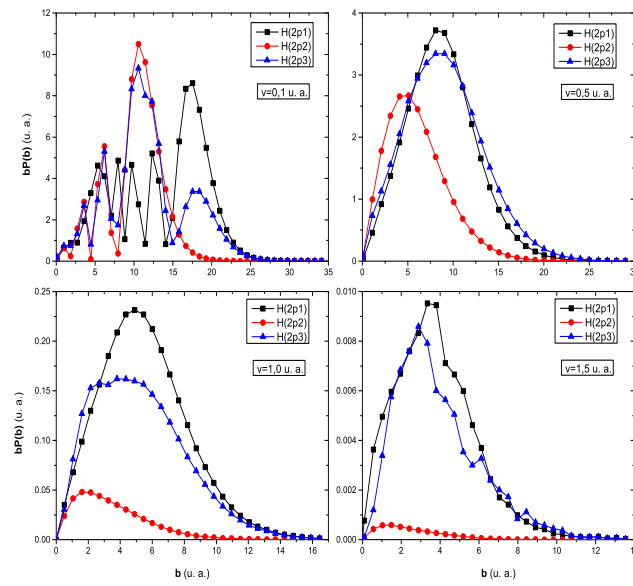 H(2p1)
H(2p2)
H(2p3)
v=0,1 u. a.
bP(b) (u. a.)
12
10
8
6
4
2
0
0 5 10 15 20 25 30 35
H(2p1)
H(2p2)
H(2p3)
v=0,5 u. a.
4
3
2
1
0
0 5 10 15 20 25 3
H(2p1)
H(2p2)
H(2p3)
v=1,0 u. a.
bP(b) (u. a.)
0.25
0.20
0.15
0.10
0.05
0.00
0 2 4 6 8 10 12 14 16
b (u. a.)
H(2p1)
H(2p2)
H(2p3)
v=1,5 u. a.
0.010
0.008
0.006
0.004
0.002
0.000
0 2 4 6 8 10 12
b (u. a.)